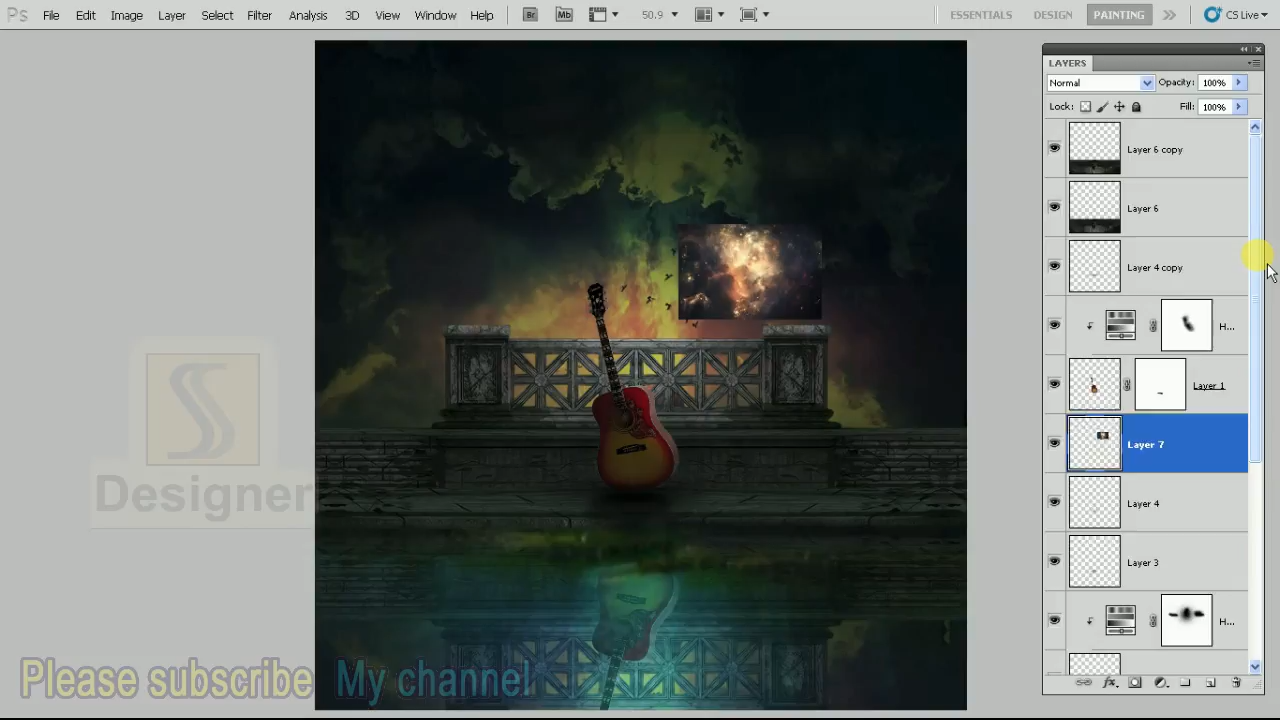 Ps File Edit Image Layer Select Filter Analysis 3D View Window Help Br Mb 50.9 ESSENTIALS DESIGN PAINTING CS Live
LAYERS
Normal Opacity: 100%
Lock: Fill: 100%
Layer 6 copy
Layer 6
Layer 4 copy
H...
Layer 1
Layer 7
Layer 4
Layer 3
H...
Designer
Please subscribe My channel